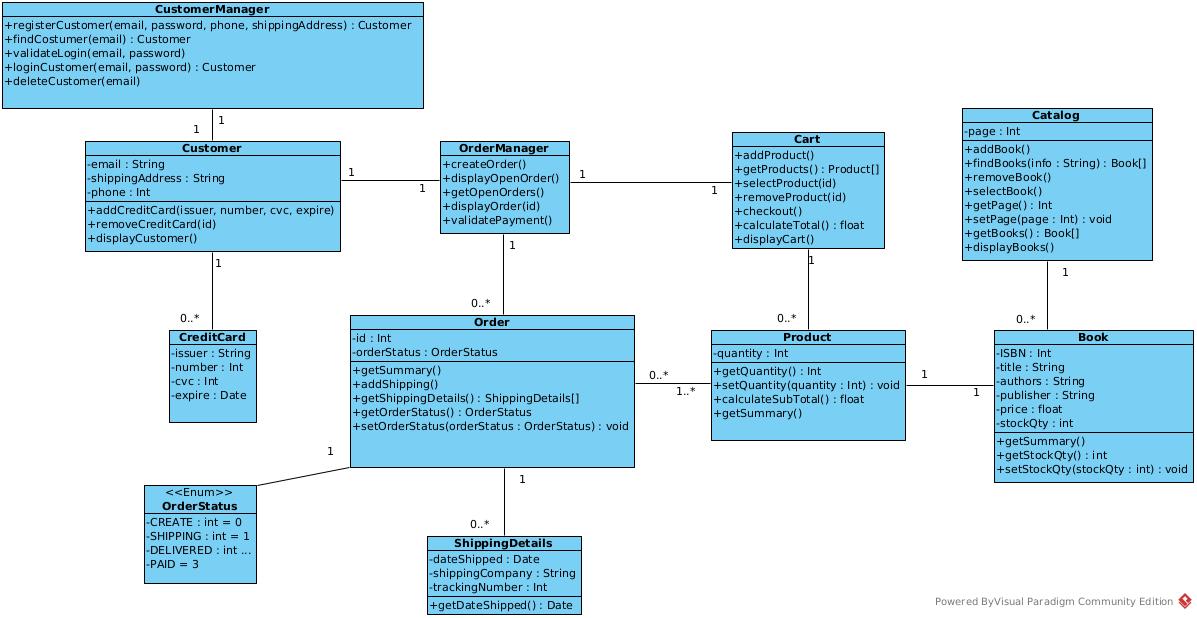 CustomerManager
+registerCustomer(email, password, phone, shippingAddress) : Customer
+findCostumer(email) : Customer
+validateLogin(email, password)
+loginCustomer(email, password) : Customer
+deleteCustomer(email)
1
1
Customer
-email : String
-shippingAddress : String
-phone : Int
+addCreditCard(issuer, number, cvc, expire)
+removeCreditCard(id)
+displayCustomer()
1
1
OrderManager
+createOrder()
+displayOpenOrder()
+getOpenOrders()
+displayOrder(id)
+validatePayment()
1
1
Cart
+addProduct()
+getProducts() : Product[]
+selectProduct(id)
+removeProduct(id)
+checkout()
+calculateTotal() : float
+displayCart()
Catalog
-page : Int
+addBook()
+findBooks(info : String) : Book[]
+removeBook()
+selectBook()
+getPage() : Int
+setPage(page : Int) : void
+getBooks() : Book[]
+displayBooks()
1
0..*
1
0..*
1
0..*
1
0..*
CreditCard
-issuer : String
-number : Int
-cvc : Int
-expire : Date
Order
-id : Int
-orderStatus : OrderStatus
+getSummary()
+addShipping()
+getShippingDetails() : ShippingDetails[]
+getOrderStatus() : OrderStatus
+setOrderStatus(orderStatus : OrderStatus) : void
0..*
1..*
Product
-quantity : Int
+getQuantity() : Int
+setQuantity(quantity : Int) : void
+calculateSubTotal() : float
+getSummary()
1
1
Book
-ISBN : Int
-title : String
-authors : String
-publisher : String
-price : float
-stockQty : int
+getSummary()
+getStockQty() : int
+setStockQty(stockQty : int) : void
1
<<Enum>>
OrderStatus
-CREATE : int = 0
-SHIPPING : int = 1
-DELIVERED : int ...
-PAID = 3
1
0..*
ShippingDetails
-dateShipped : Date
-shippingCompany : String
-trackingNumber : Int
+getDateShipped() : Date
Powered ByVisual Paradigm Community Edition